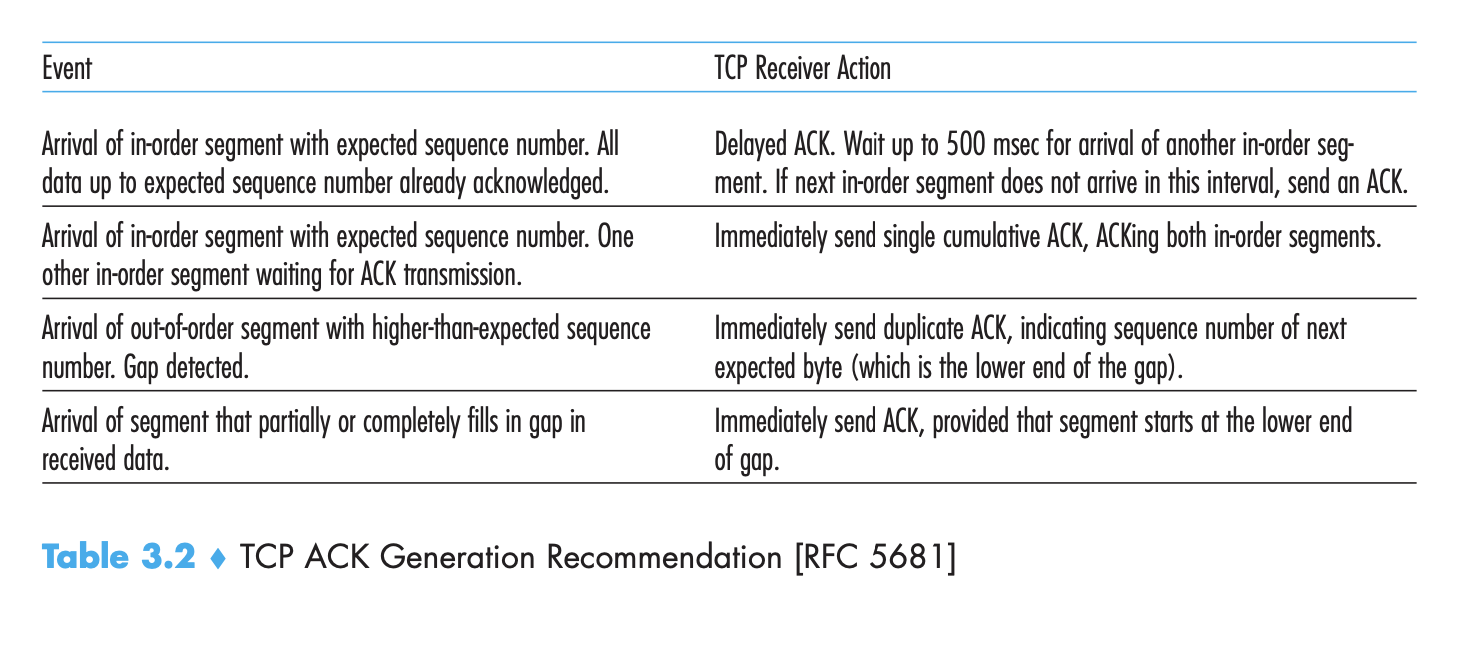 Event
TCP Receiver Action
Arrival of in-order segment with expected sequence number. All
data up to expected sequence number already acknowledged.
Delayed ACK. Wait up to 500 msec for arrival of another in-order seg-
ment. If next in-order segment does not arrive in this interval, send an ACK.
Arrival of in-order segment with expected sequence number. One
other in-order segment waiting for ACK transmission.
Immediately send single cumulative ACK, ACKing both in-order segments.
Arrival of out-of-order segment with higher-than-expected sequence
number. Gap detected.
Immediately send duplicate ACK, indicating sequence number of next
expected byte (which is the lower end of the gap).
Arrival of segment that partially or completely fills in gap in
received data.
Immediately send ACK, provided that segment starts at the lower end
of gap.
Table 3.2 ♦ TCP ACK Generation Recommendation [RFC 5681]